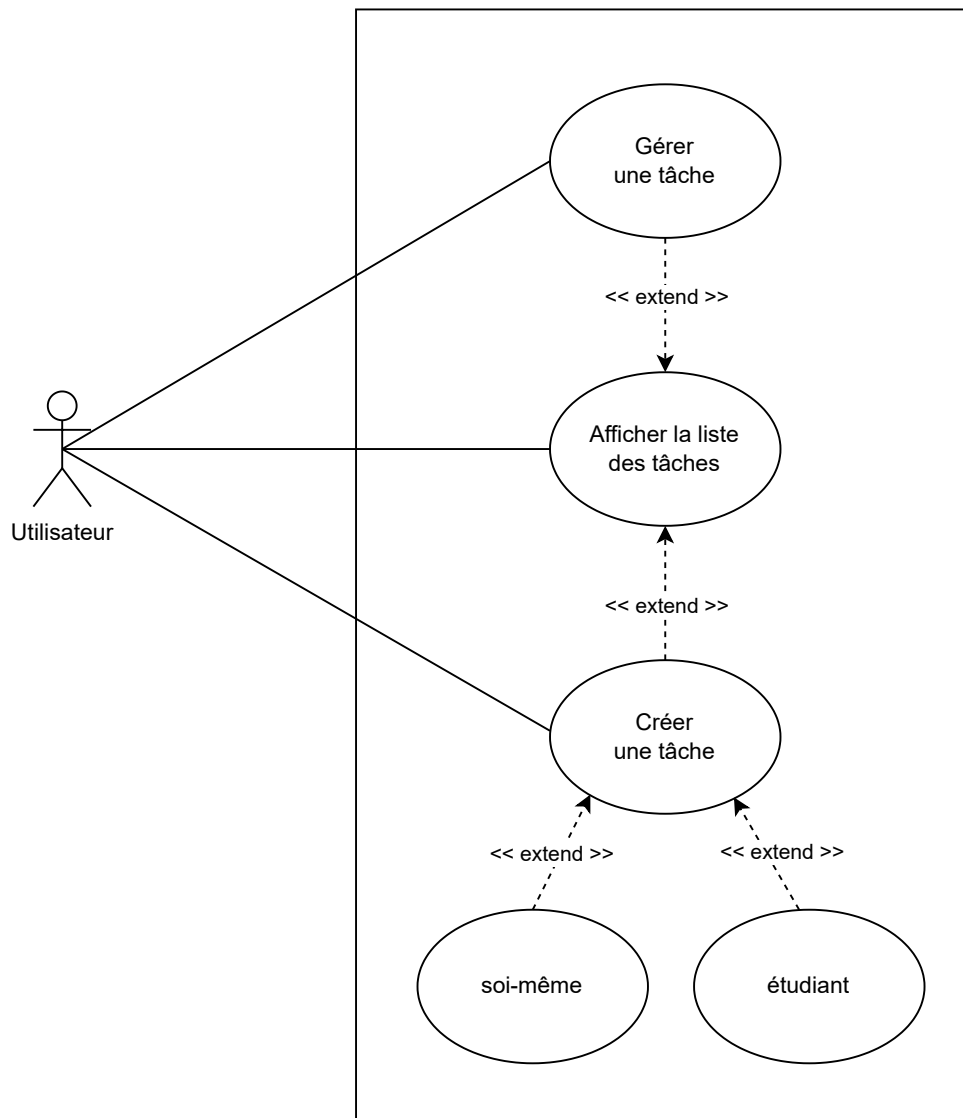 Gérer
une tâche
<< extend >>
Afficher la liste
des tâches
Utilisateur
<< extend >>
Créer
une tâche
<< extend >>
<< extend >>
soi-même
étudiant